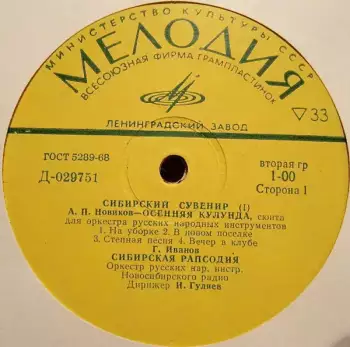 МИНИСТЕРСТВО КУЛЬТУРЫ СССР
МЕЛОДИЯ
ВСЕСОЮЗНАЯ ФИРМА ГРАМПЛАСТИНОК
▽33
ЛЕНИНГРАДСКИЙ ЗАВОД
ГОСТ 5289-68
вторая гр
Д-029751
1-00
Сторона 1
СИБИРСКИЙ СУВЕНИР (I)
А. П. Новиков—ОСЕННЯЯ КУЛУНДА, сюита
для оркестра русских народных инструментов
1. На уборке 2. В новом поселке
3. Степная песня 4. Вечер в клубе
Г. Иванов
СИБИРСКАЯ РАПСОДИЯ
Оркестр русских нар. инстр.
Новосибирского радио
Дирижер И. Гуляев